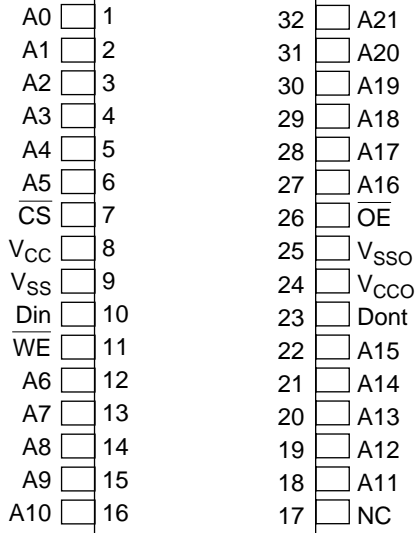 A0 1 32 A21
A1 2 31 A20
A2 3 30 A19
A3 4 29 A18
A4 5 28 A17
A5 6 27 A16
C̅S̅ 7 26 O̅E̅
VCC 8 25 VSSO
VSS 9 24 VCCO
Din 10 23 Dont
W̅E̅ 11 22 A15
A6 12 21 A14
A7 13 20 A13
A8 14 19 A12
A9 15 18 A11
A10 16 17 NC